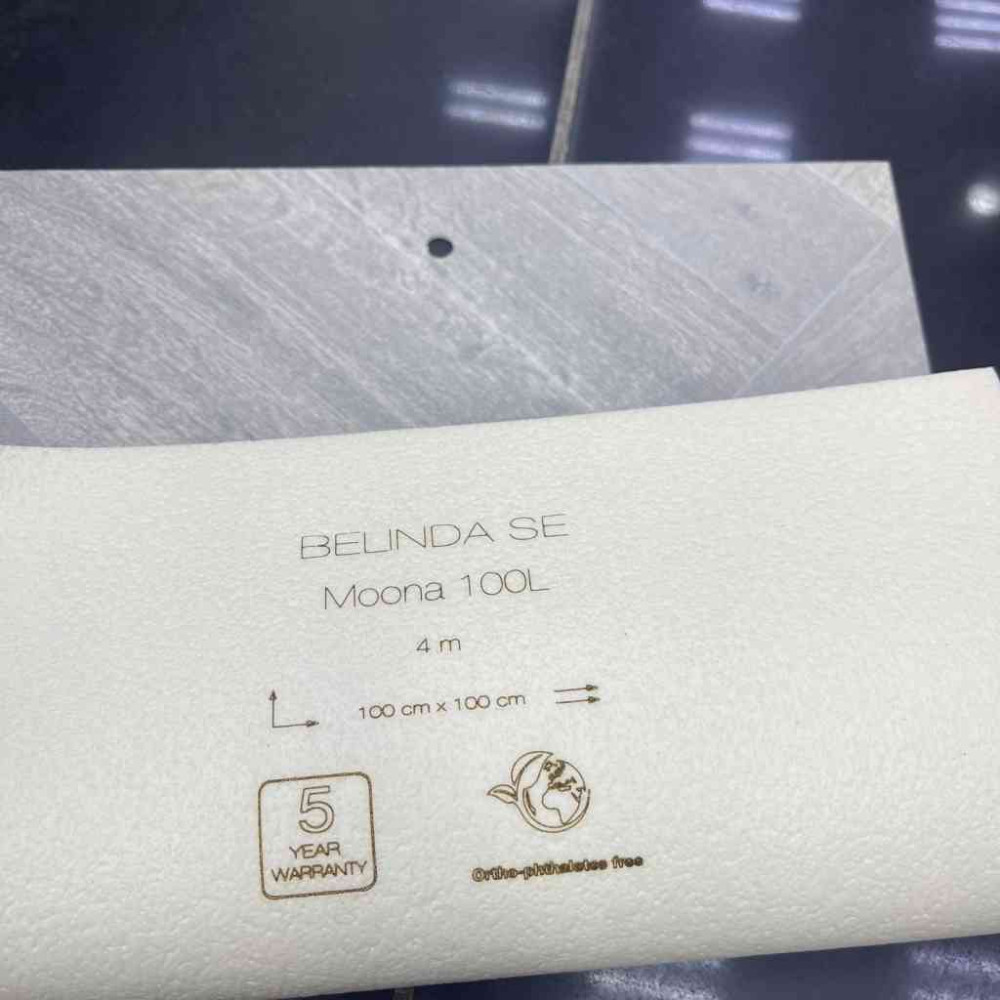 BELINDA SE
Moona 100L
4 m
100 cm x 100 cm
5
YEAR
WARRANTY
Ortho-phthalates free